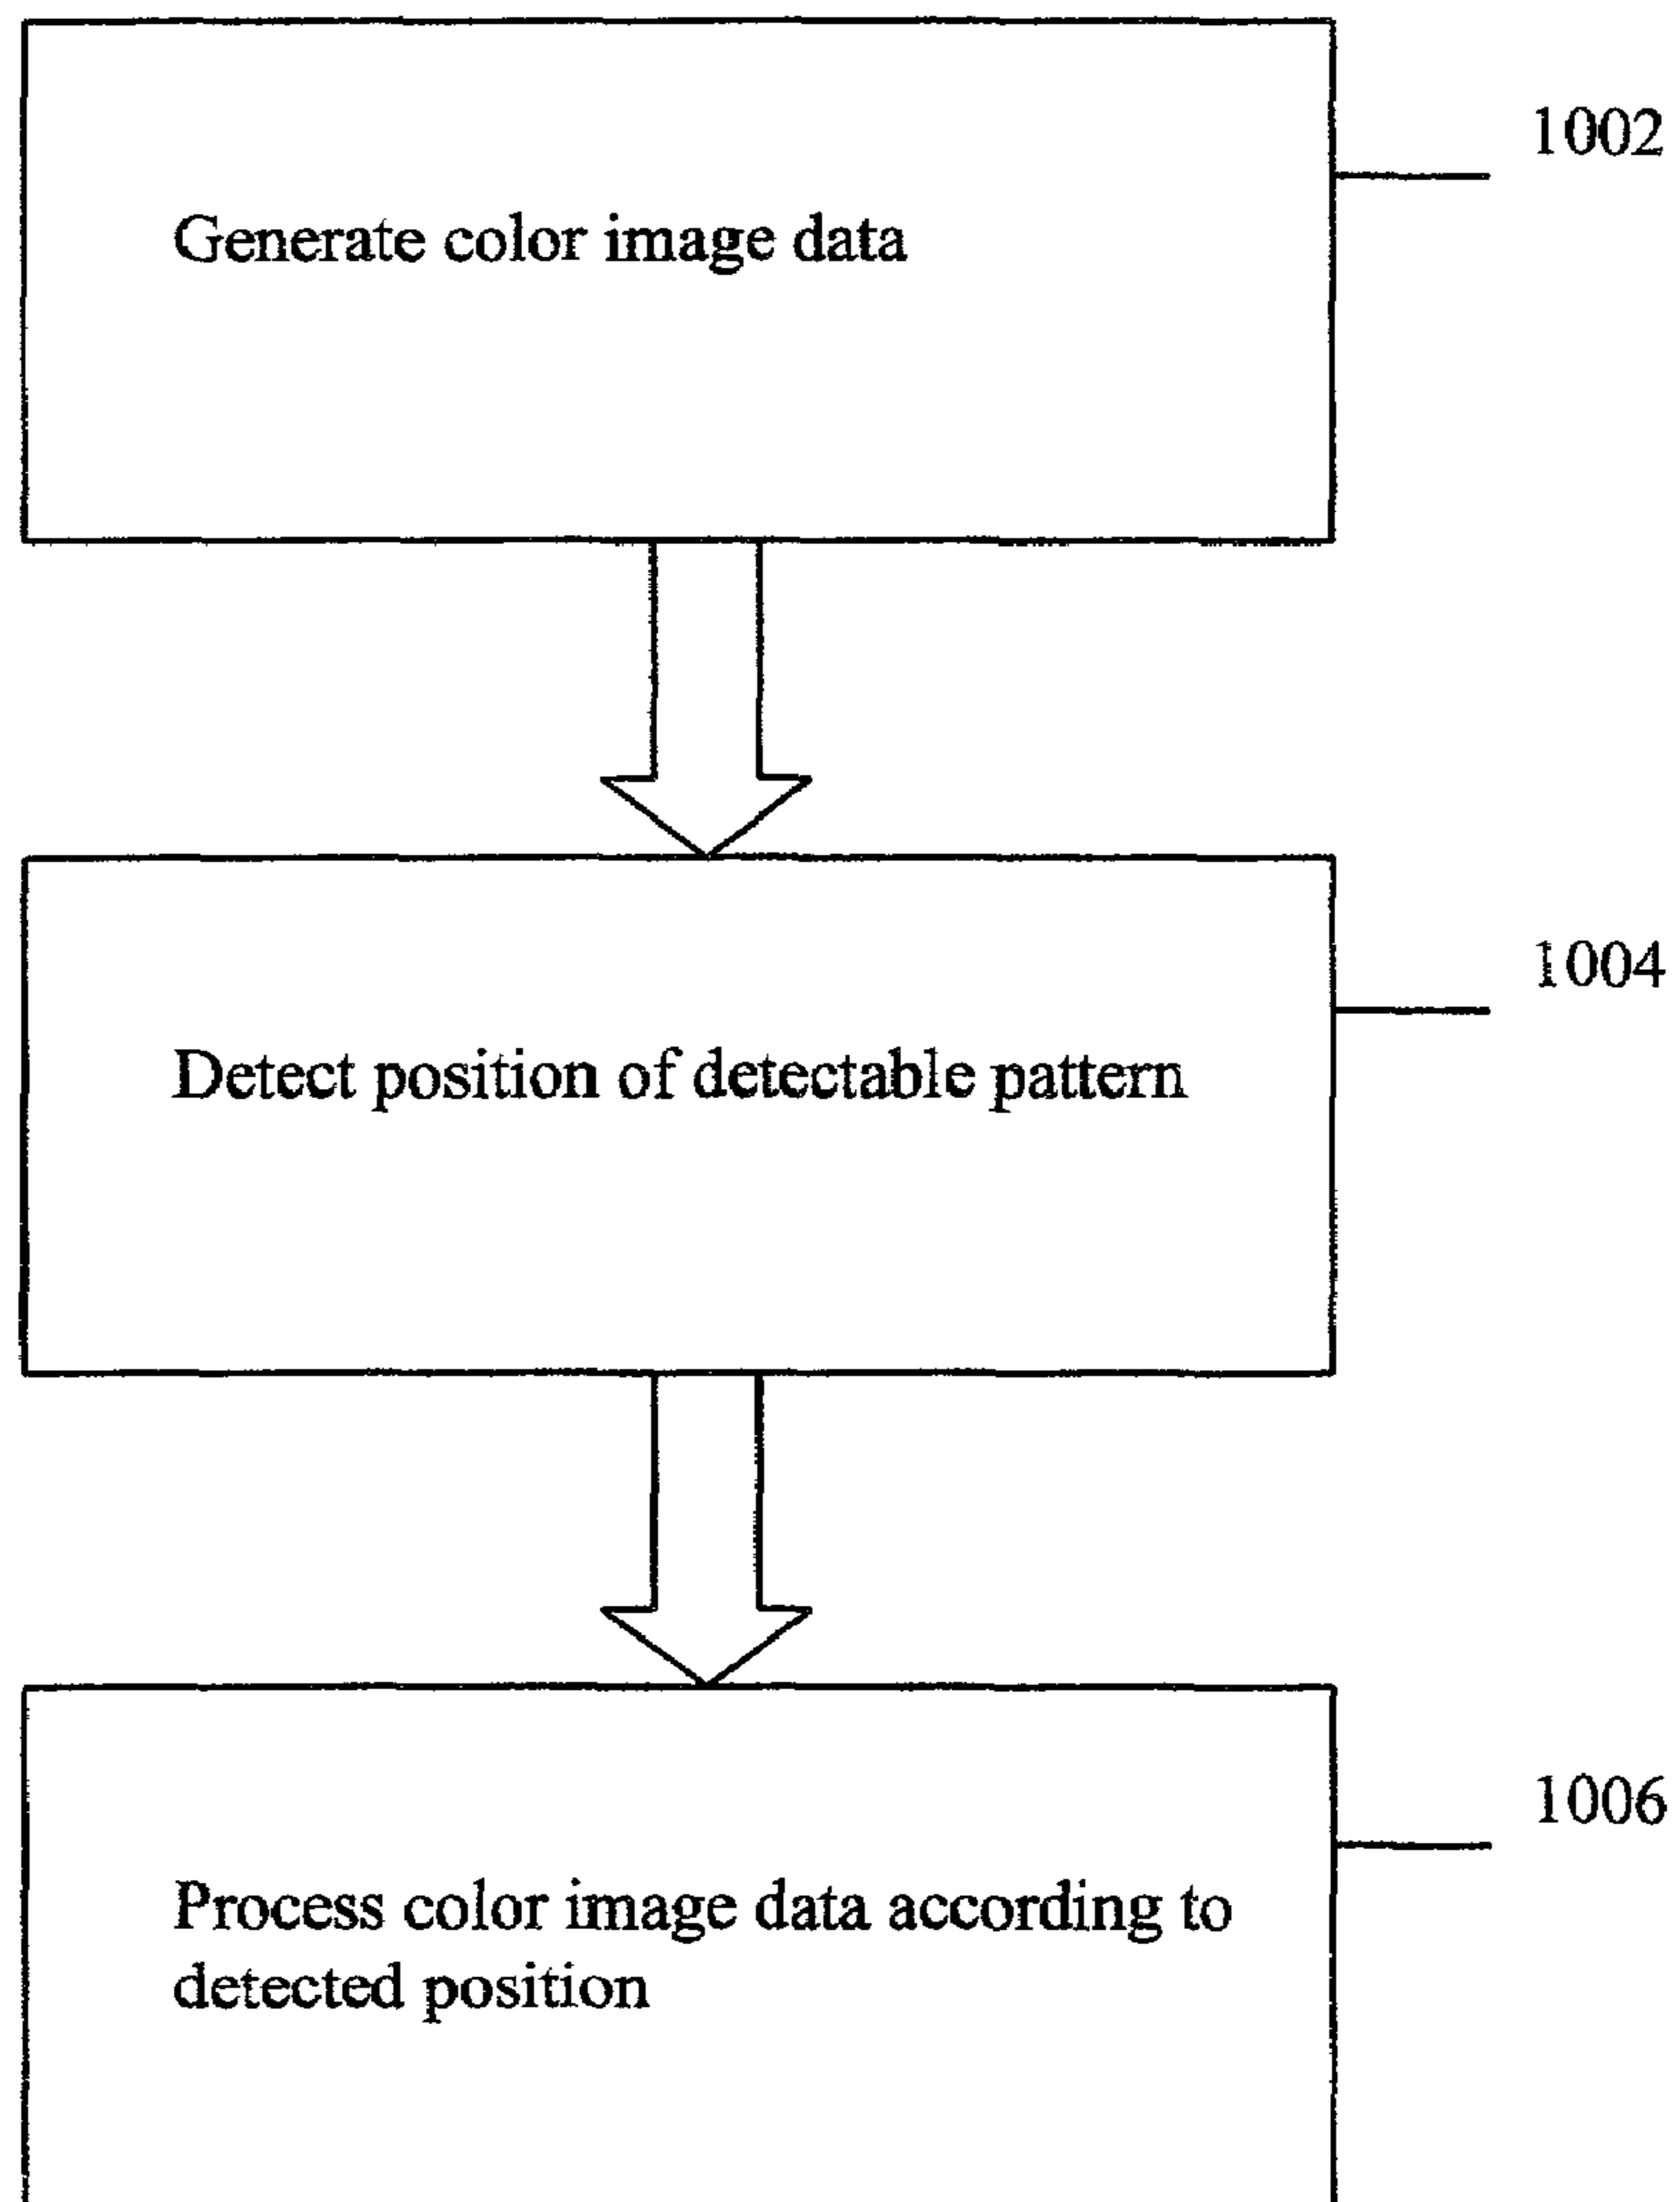 1002
Generate color image data
1004
Detect position of detectable pattern
1006
Process color image data according to
detected position